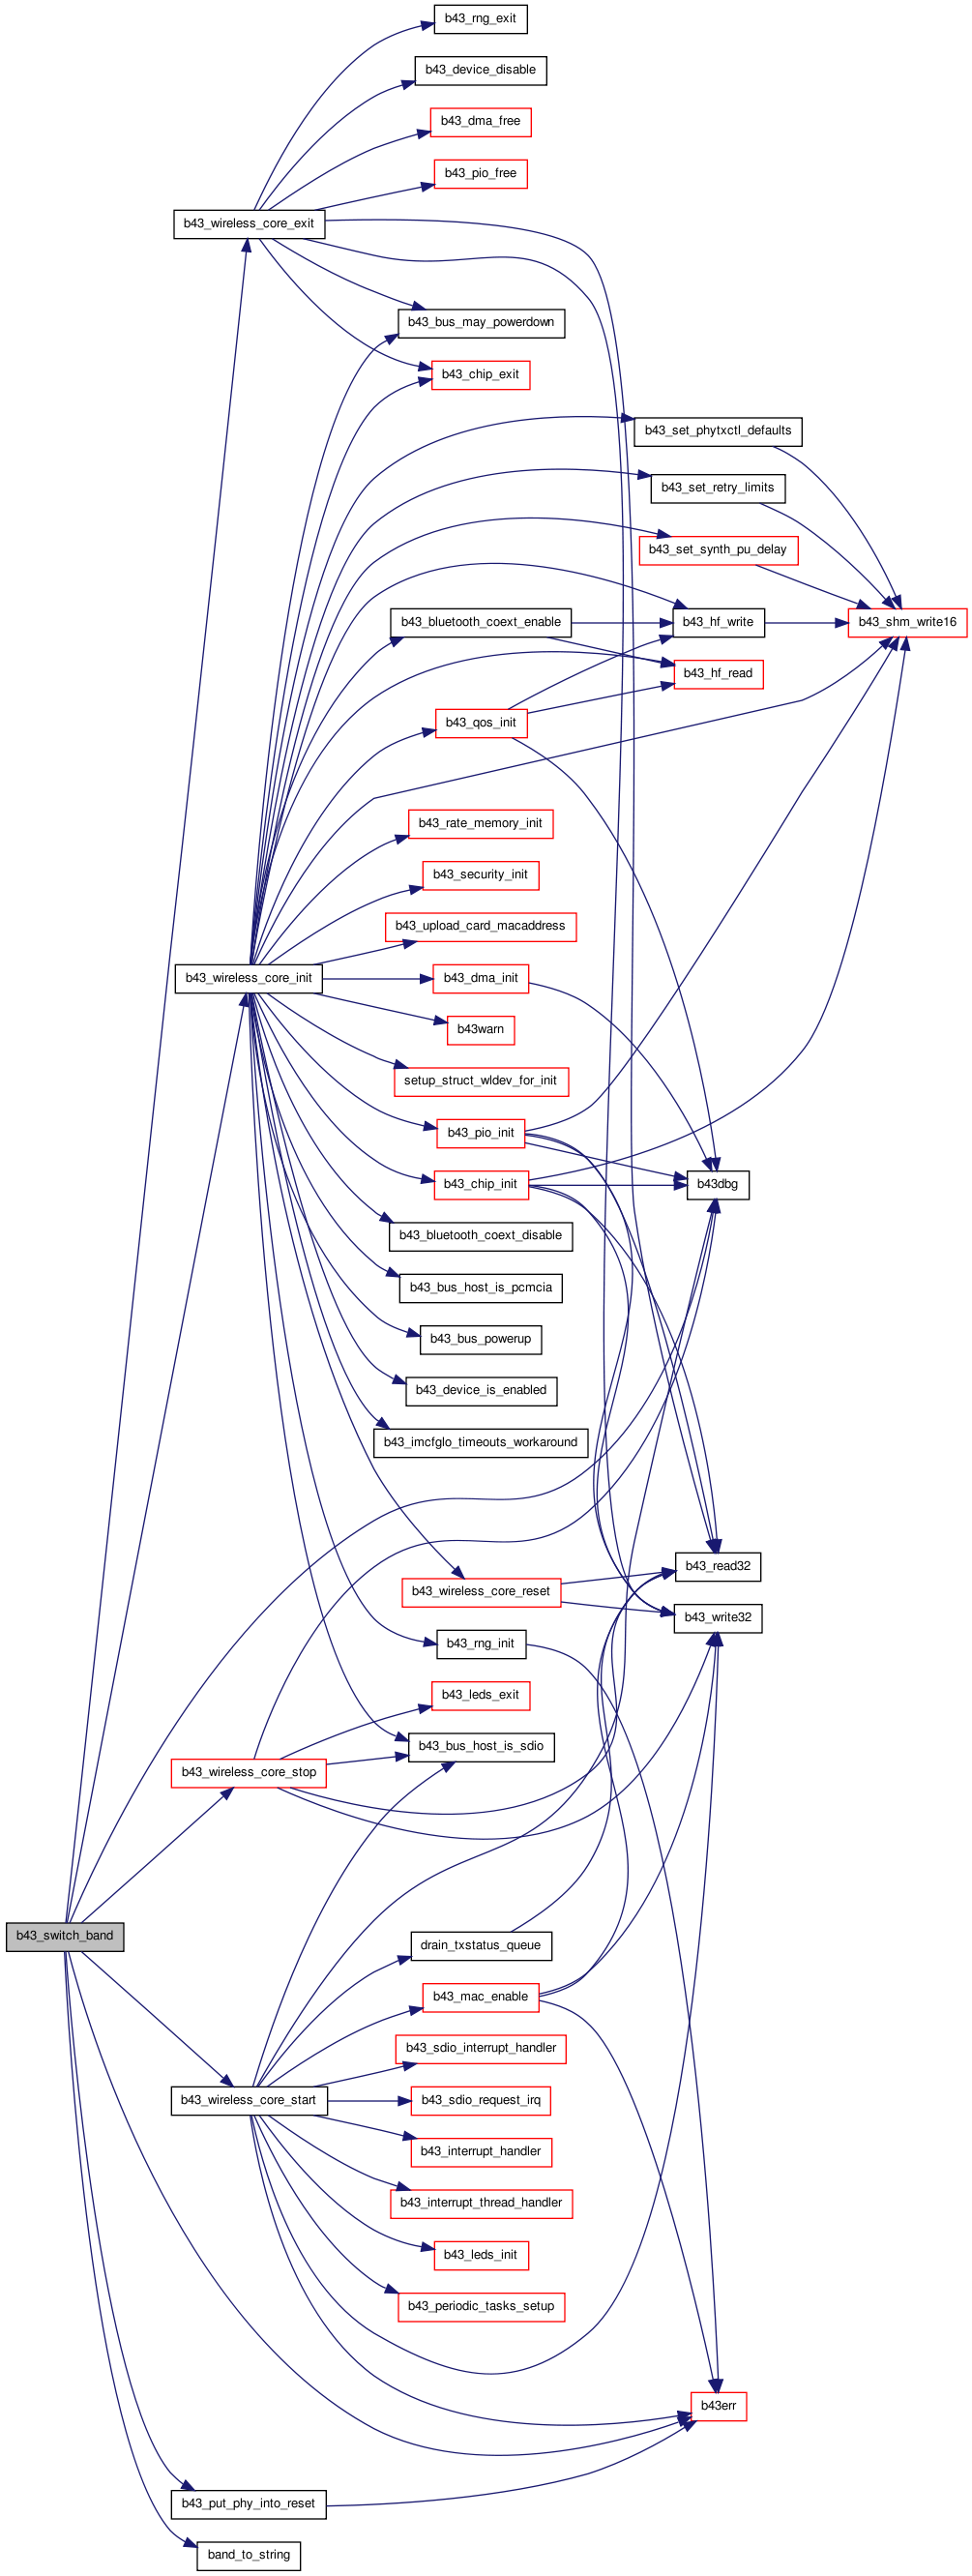 b43_rng_exit
b43_device_disable
b43_dma_free
b43_pio_free
b43_wireless_core_exit
b43_bus_may_powerdown
b43_chip_exit
b43_set_phytxctl_defaults
b43_set_retry_limits
b43_set_synth_pu_delay
b43_bluetooth_coext_enable
b43_hf_write
b43_shm_write16
b43_hf_read
b43_qos_init
b43_rate_memory_init
b43_security_init
b43_upload_card_macaddress
b43_wireless_core_init
b43_dma_init
b43warn
setup_struct_wldev_for_init
b43_pio_init
b43_chip_init
b43dbg
b43_bluetooth_coext_disable
b43_bus_host_is_pcmcia
b43_bus_powerup
b43_device_is_enabled
b43_imcfglo_timeouts_workaround
b43_read32
b43_wireless_core_reset
b43_write32
b43_rng_init
b43_leds_exit
b43_bus_host_is_sdio
b43_wireless_core_stop
b43_switch_band
drain_txstatus_queue
b43_mac_enable
b43_sdio_interrupt_handler
b43_wireless_core_start
b43_sdio_request_irq
b43_interrupt_handler
b43_interrupt_thread_handler
b43_leds_init
b43_periodic_tasks_setup
b43err
b43_put_phy_into_reset
band_to_string